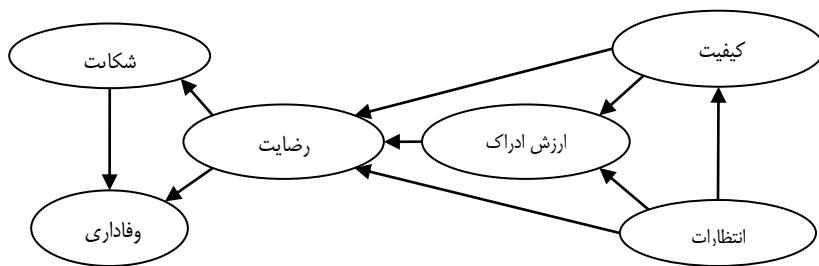 کیفیت
شکایت
ارزش ادراک
رضایت
وفاداری
انتظارات